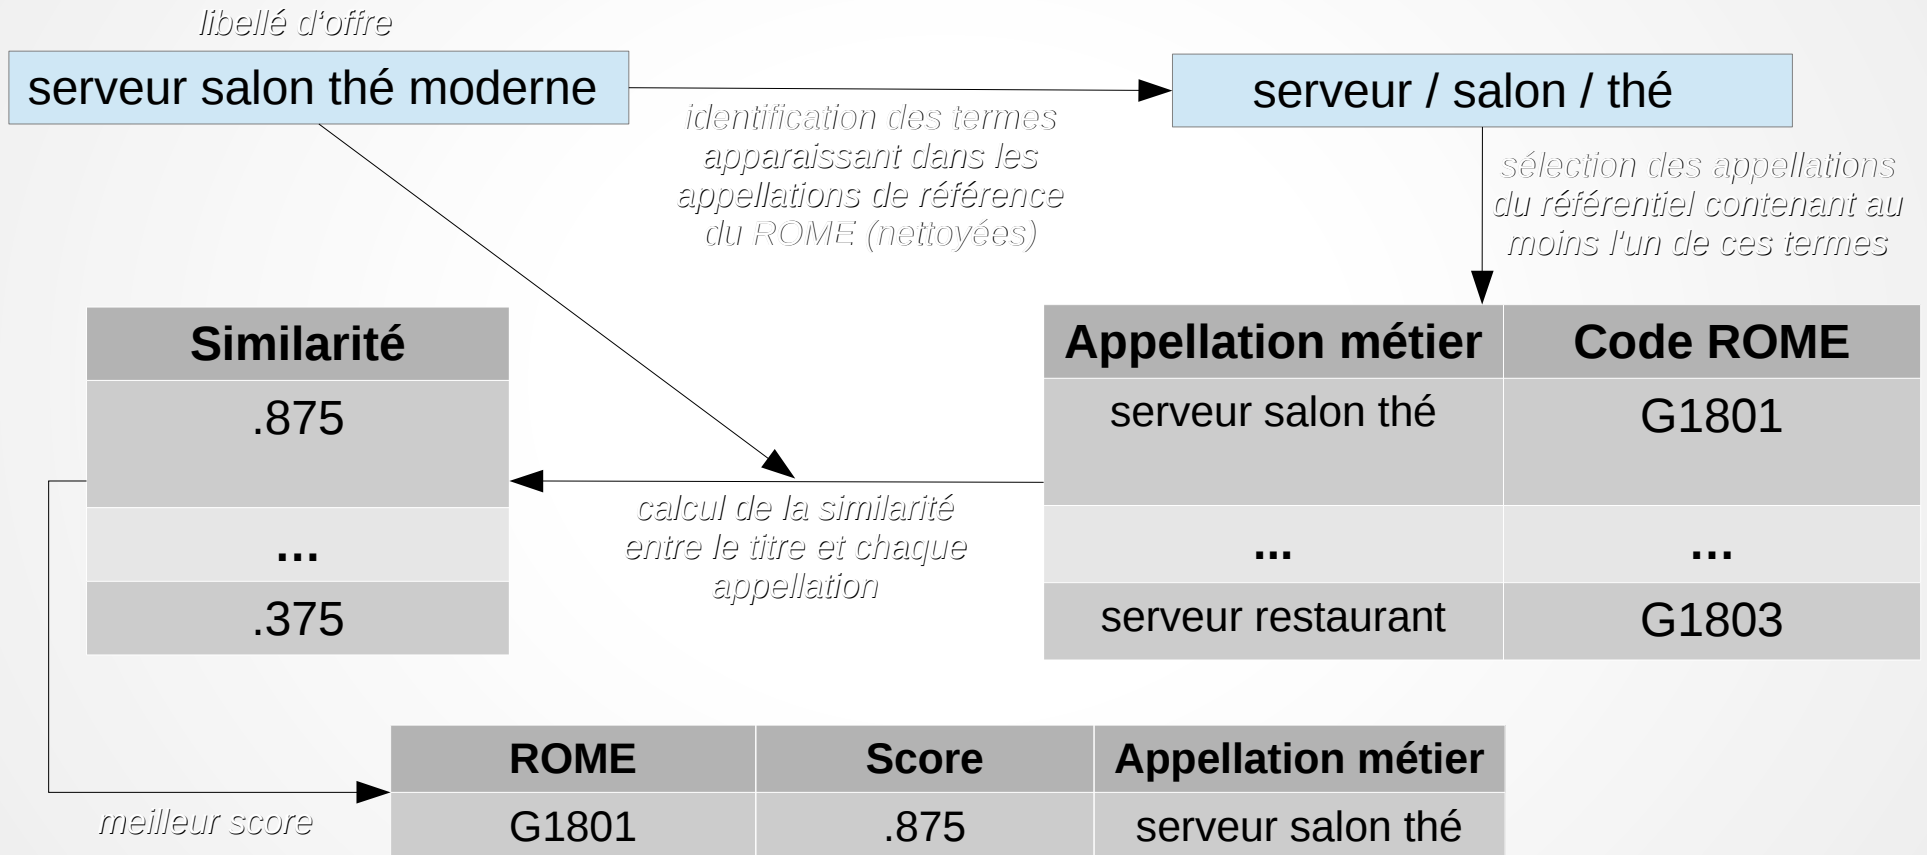 libellé d'offre
serveur salon thé moderne
identification des termes
apparaissant dans les
appellations de référence
du ROME (nettoyées)
serveur / salon / thé
sélection des appellations
du référentiel contenant au
moins l'un de ces termes
Appellation métier Code ROME
serveur salon thé G1801
... ...
serveur restaurant G1803
calcul de la similarité
entre le titre et chaque
appellation
Similarité
.875
...
.375
meilleur score
ROME Score Appellation métier
G1801 .875 serveur salon thé